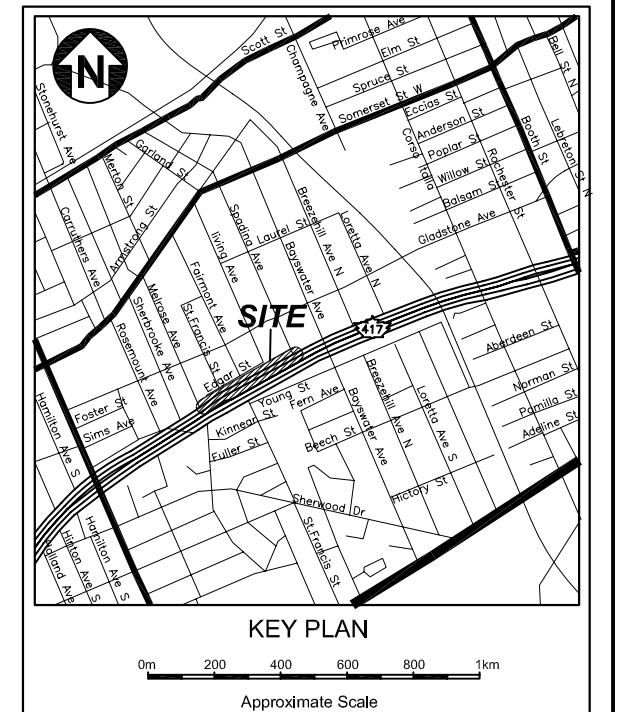 N
Scott St
Champagne Ave
Primrose Ave
Elm St
Spruce St
Somerset St W
Eccias St
Anderson St
Poplar St
Willow St
Balsam St
Gladstone Ave
Corso Italia
Rochester St
Booth St
Bell St N
Lebreton St N
Stonehurst Ave
Merton St
Garland St
Armstrong St
Carruthers Ave
Spadina Ave
Laurel St
Breezehill Ave N
Loretta Ave N
Bayswater Ave
living Ave
Fairmont Ave
St.Francis St
Melrose Ave
Sherbrooke Ave
Rosemount Ave
SITE
417
Edgar St
Foster St
Sims Ave
Hamilton Ave S
Young St
Fern Ave
Kinnear St
Fuller St
Beech St
Bayswater Ave
Breezehill Ave N
Loretta Ave S
Aberdeen St
Norman St
Pamilla St
Adeline St
Hictory St
Sherwood Dr
St.Francis St
Hamilton Ave S
Hinton Ave S
KEY PLAN
0m 200 400 600 800 1km
Approximate Scale